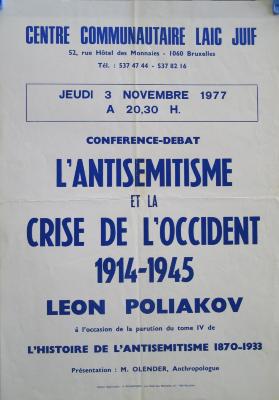 CENTRE COMMUNAUTAIRE LAIC JUIF
52, rue Hôtel des Monnaies - 1060 Bruxelles
Tél. : 537 47 44 - 537 82 16
JEUDI 3 NOVEMBRE 1977
A 20,30 H.
CONFERENCE-DEBAT
L'ANTISEMITISME
ET LA
CRISE DE L'OCCIDENT
1914-1945
LEON POLIAKOV
à l'occasion de la parution du tome IV de
L'HISTOIRE DE L'ANTISEMITISME 1870-1933
Présentation : M. OLENDER, Anthropologue